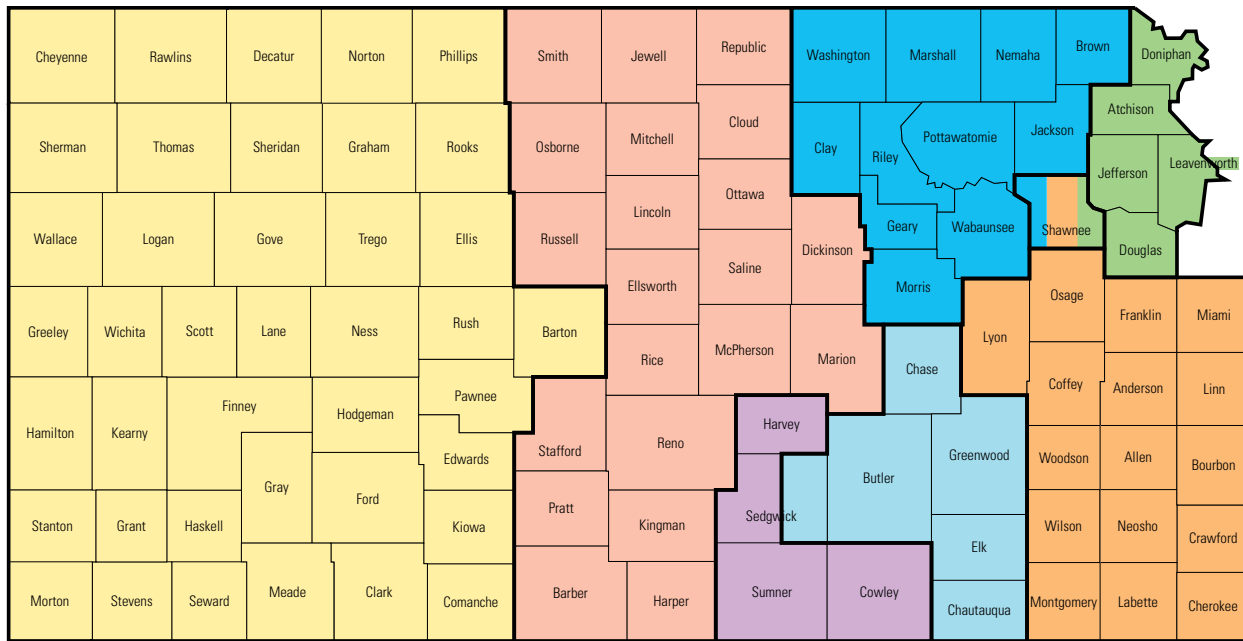 Cheyenne
Rawlins
Decatur
Norton
Phillips
Smith
Jewell
Republic
Washington
Marshall
Nemaha
Brown
Doniphan
Sherman
Thomas
Sheridan
Graham
Rooks
Osborne
Mitchell
Cloud
Clay
Riley
Pottawatomie
Jackson
Atchison
Jefferson
Leavenworth
Wallace
Logan
Gove
Trego
Ellis
Russell
Lincoln
Ottawa
Dickinson
Geary
Wabaunsee
Shawnee
Douglas
Ellsworth
Saline
Morris
Greeley
Wichita
Scott
Lane
Ness
Rush
Barton
Rice
McPherson
Marion
Chase
Lyon
Osage
Franklin
Miami
Hamilton
Kearny
Finney
Hodgeman
Pawnee
Stafford
Reno
Harvey
Coffey
Anderson
Linn
Gray
Ford
Edwards
Sedgwick
Butler
Greenwood
Woodson
Allen
Bourbon
Stanton
Grant
Haskell
Kiowa
Pratt
Kingman
Elk
Wilson
Neosho
Crawford
Morton
Stevens
Seward
Meade
Clark
Comanche
Barber
Harper
Sumner
Cowley
Chautauqua
Montgomery
Labette
Cherokee